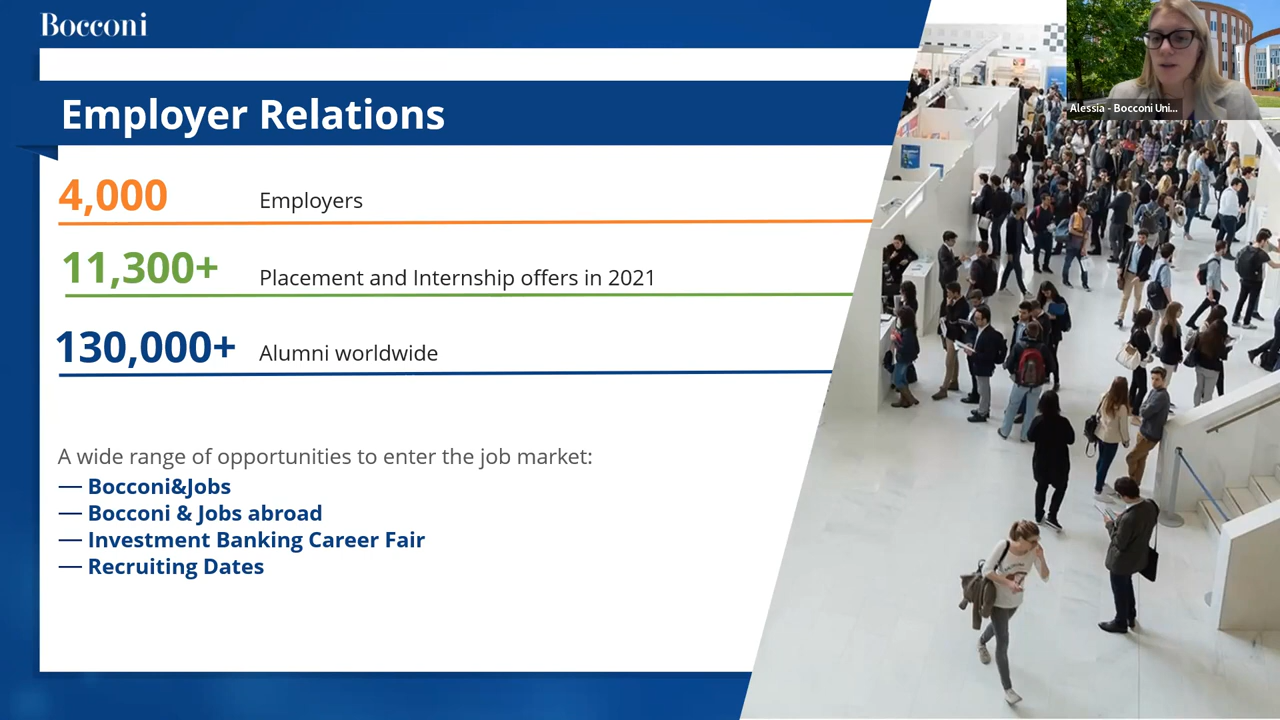 Bocconi
Employer Relations
4,000 Employers
11,300+ Placement and Internship offers in 2021
130,000+ Alumni worldwide
A wide range of opportunities to enter the job market:
— Bocconi&Jobs
— Bocconi & Jobs abroad
— Investment Banking Career Fair
— Recruiting Dates
Alessia - Bocconi Uni...